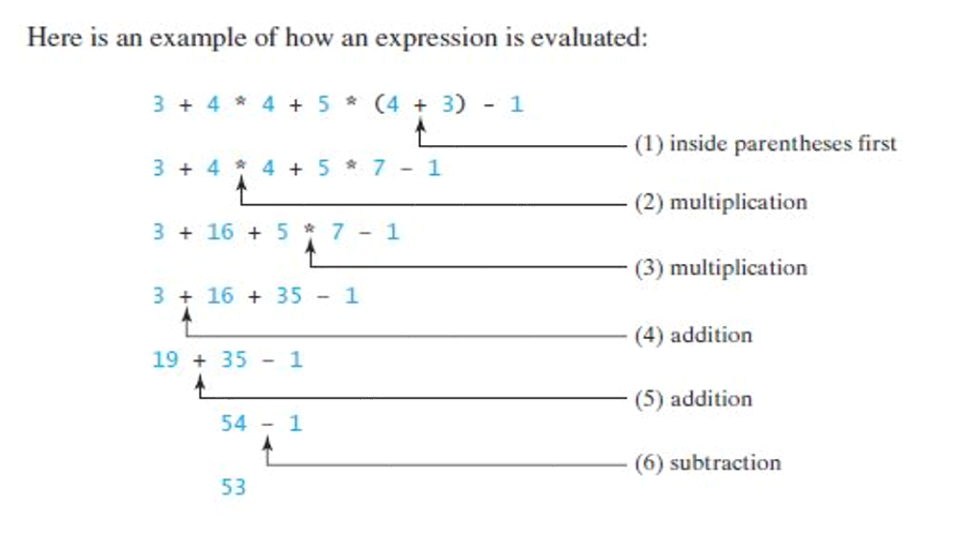 Here is an example of how an expression is evaluated:
3 + 4 * 4 + 5 * (4 + 3) - 1
(1) inside parentheses first
3 + 4 * 4 + 5 * 7 - 1
(2) multiplication
3 + 16 + 5 * 7 - 1
(3) multiplication
3 + 16 + 35 - 1
(4) addition
19 + 35 - 1
(5) addition
54 - 1
(6) subtraction
53